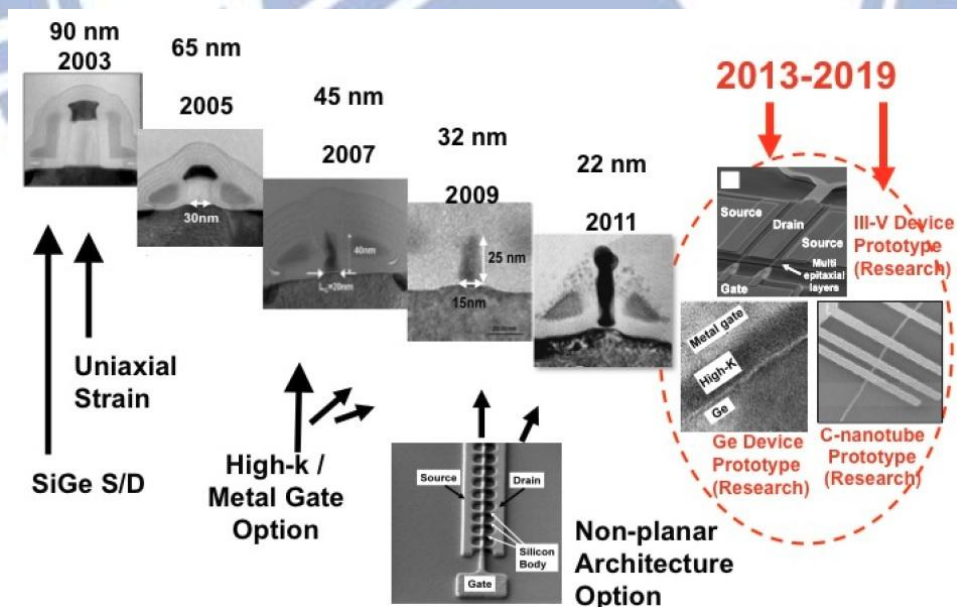 90 nm
2003
65 nm
2005
30nm
45 nm
2007
40nm
32 nm
2009
25 nm
15nm
22 nm
2011
2013-2019
Source
Drain
Source
Multi
epitaxial
layers
Gate
III-V Device
Prototype
(Research)
Metal gate
High-K
Ge
Ge Device
Prototype
(Research)
C-nanotube
Prototype
(Research)
Uniaxial
Strain
SiGe S/D
High-k /
Metal Gate
Option
Source
Drain
Silicon
Body
Gate
Non-planar
Architecture
Option